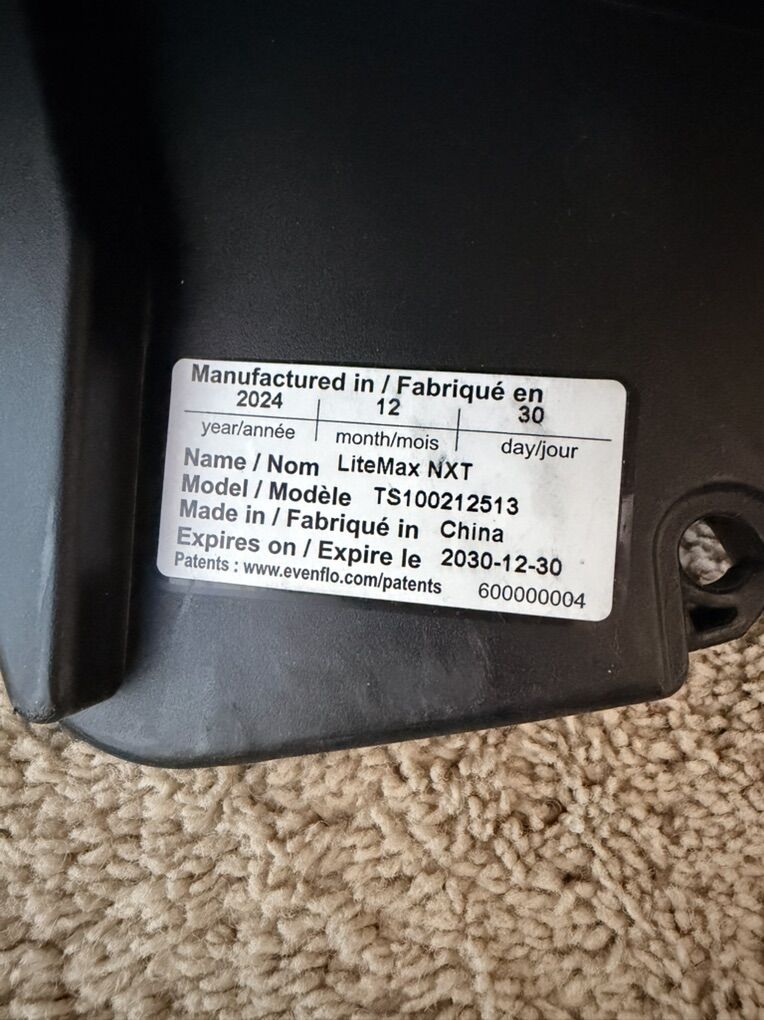 Manufactured in / Fabriqué en
2024 12 30
year/année month/mois day/jour
Name / Nom LiteMax NXT
Model / Modèle TS100212513
Made in / Fabriqué in China
Expires on / Expire le 2030-12-30
Patents : www.evenflo.com/patents 600000004